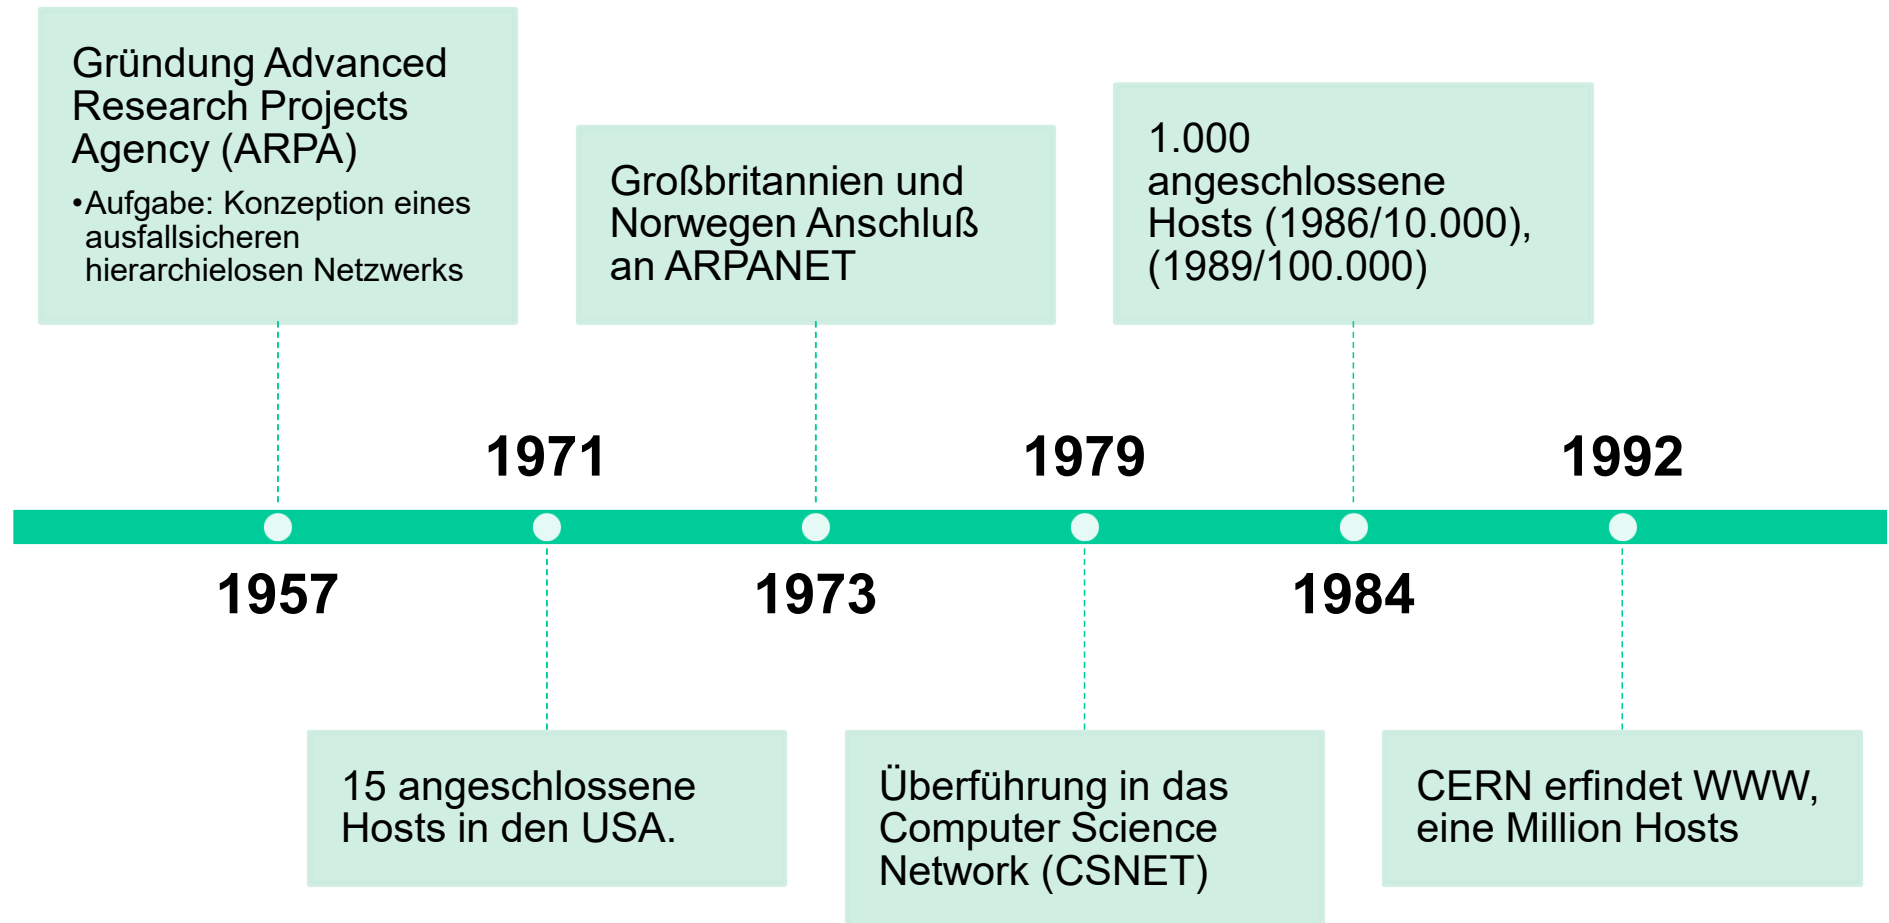 Gründung Advanced
Research Projects
Agency (ARPA)
•Aufgabe: Konzeption eines
ausfallsicheren
hierarchielosen Netzwerks
Großbritannien und
Norwegen Anschluß
an ARPANET
1.000
angeschlossene
Hosts (1986/10.000),
(1989/100.000)
1971
1979
1992
1957
1973
1984
15 angeschlossene
Hosts in den USA.
Überführung in das
Computer Science
Network (CSNET)
CERN erfindet WWW,
eine Million Hosts